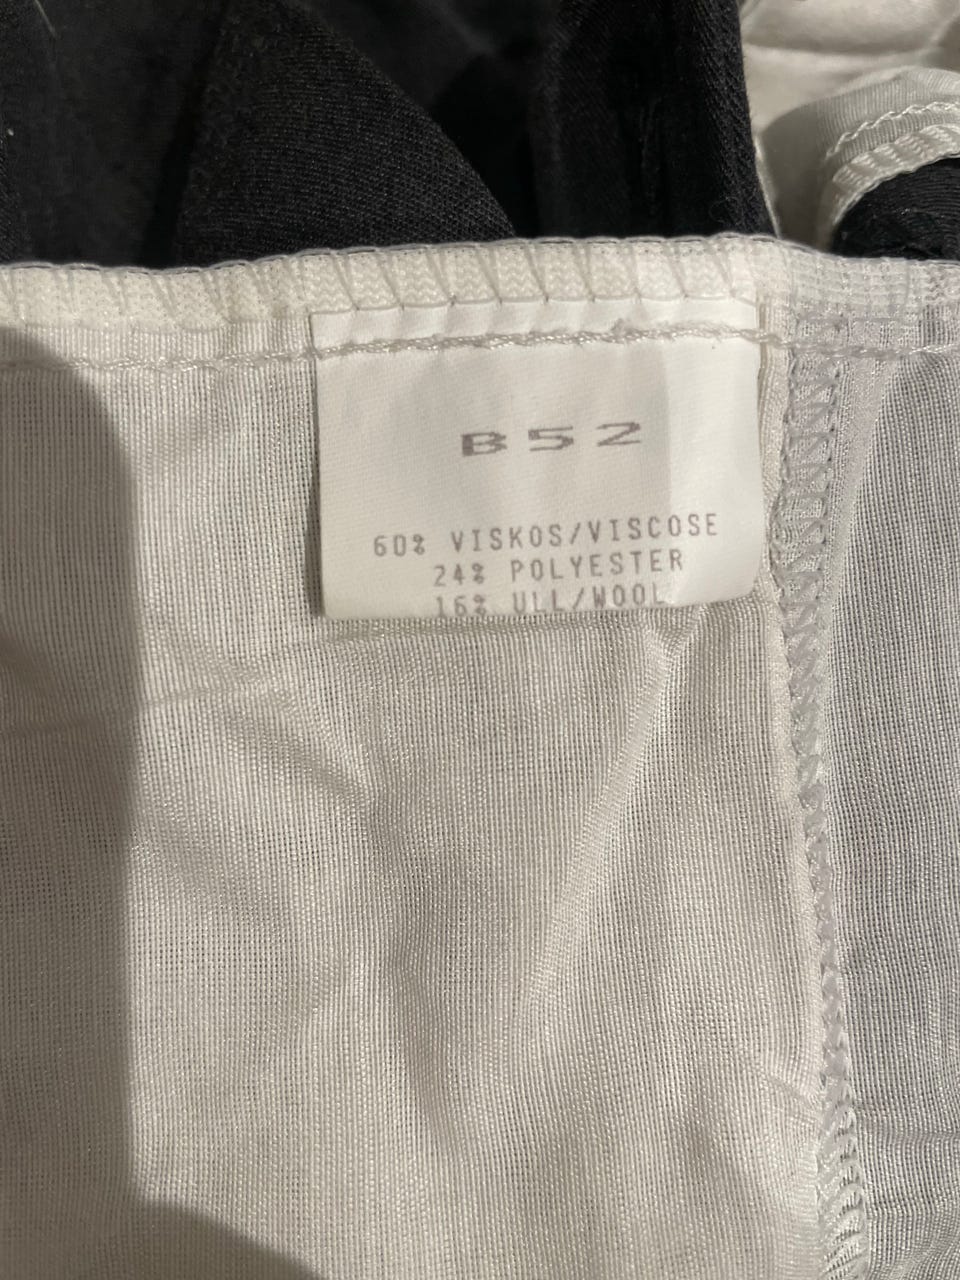 B52
60% VISKOS/VISCOSE
24% POLYESTER
16% ULL/WOOL